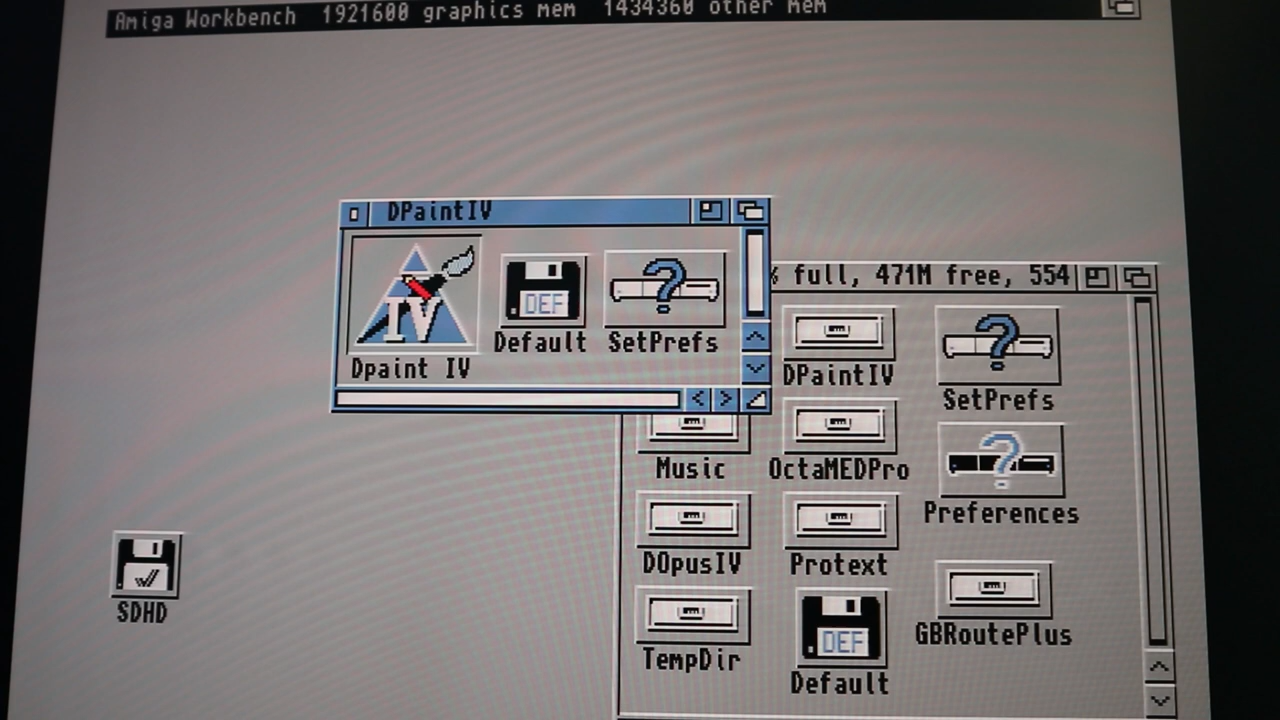 Amiga Workbench 1921600 graphics mem 1434360 other mem
DPaintIV
IV
DEF
Dpaint IV
Default
SetPrefs
% full, 471M free, 554
DPaintIV
SetPrefs
Music
OctaMEDPro
Preferences
DOpusIV
Protext
SDHD
GBRoutePlus
DEF
TempDir
Default